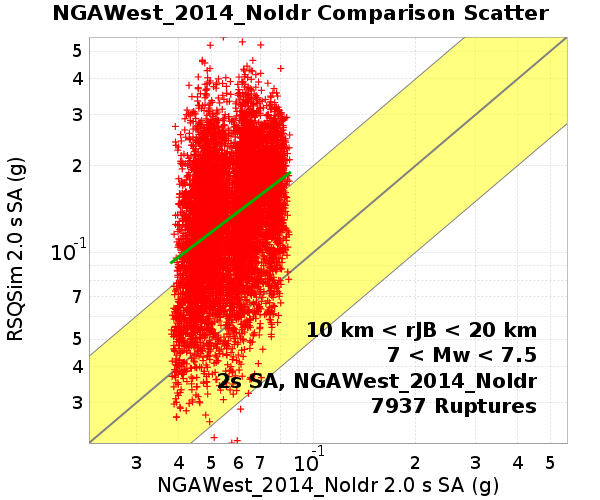 NGAWest_2014_NoIdr Comparison Scatter
RSQSim 2.0 s SA (g)
5
4
3
2
10-1
7
5
4
3
10 km < rJB < 20 km
7 < Mw < 7.5
2s SA, NGAWest_2014_NoIdr
7937 Ruptures
3 4 5 6 7 10-1 2 3 4 5
NGAWest_2014_NoIdr 2.0 s SA (g)